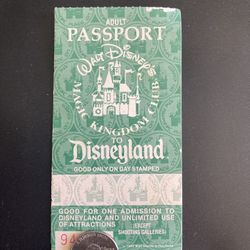 ADULT
PASSPORT
Walt Disney's
MAGIC KINGDOM CLUB
TO
Disneyland
GOOD ONLY ON DAY STAMPED
GOOD FOR ONE ADMISSION TO
DISNEYLAND AND UNLIMITED USE
OF ATTRACTIONS (EXCEPT
SHOOTING GALLERIES)
94